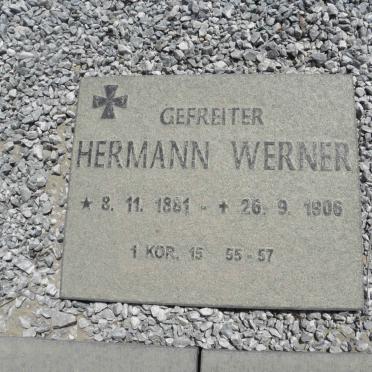 GEFREITER
HERMANN WERNER
★ 8. 11. 1881 - + 26. 9. 1906
1 KOR. 15 55-57